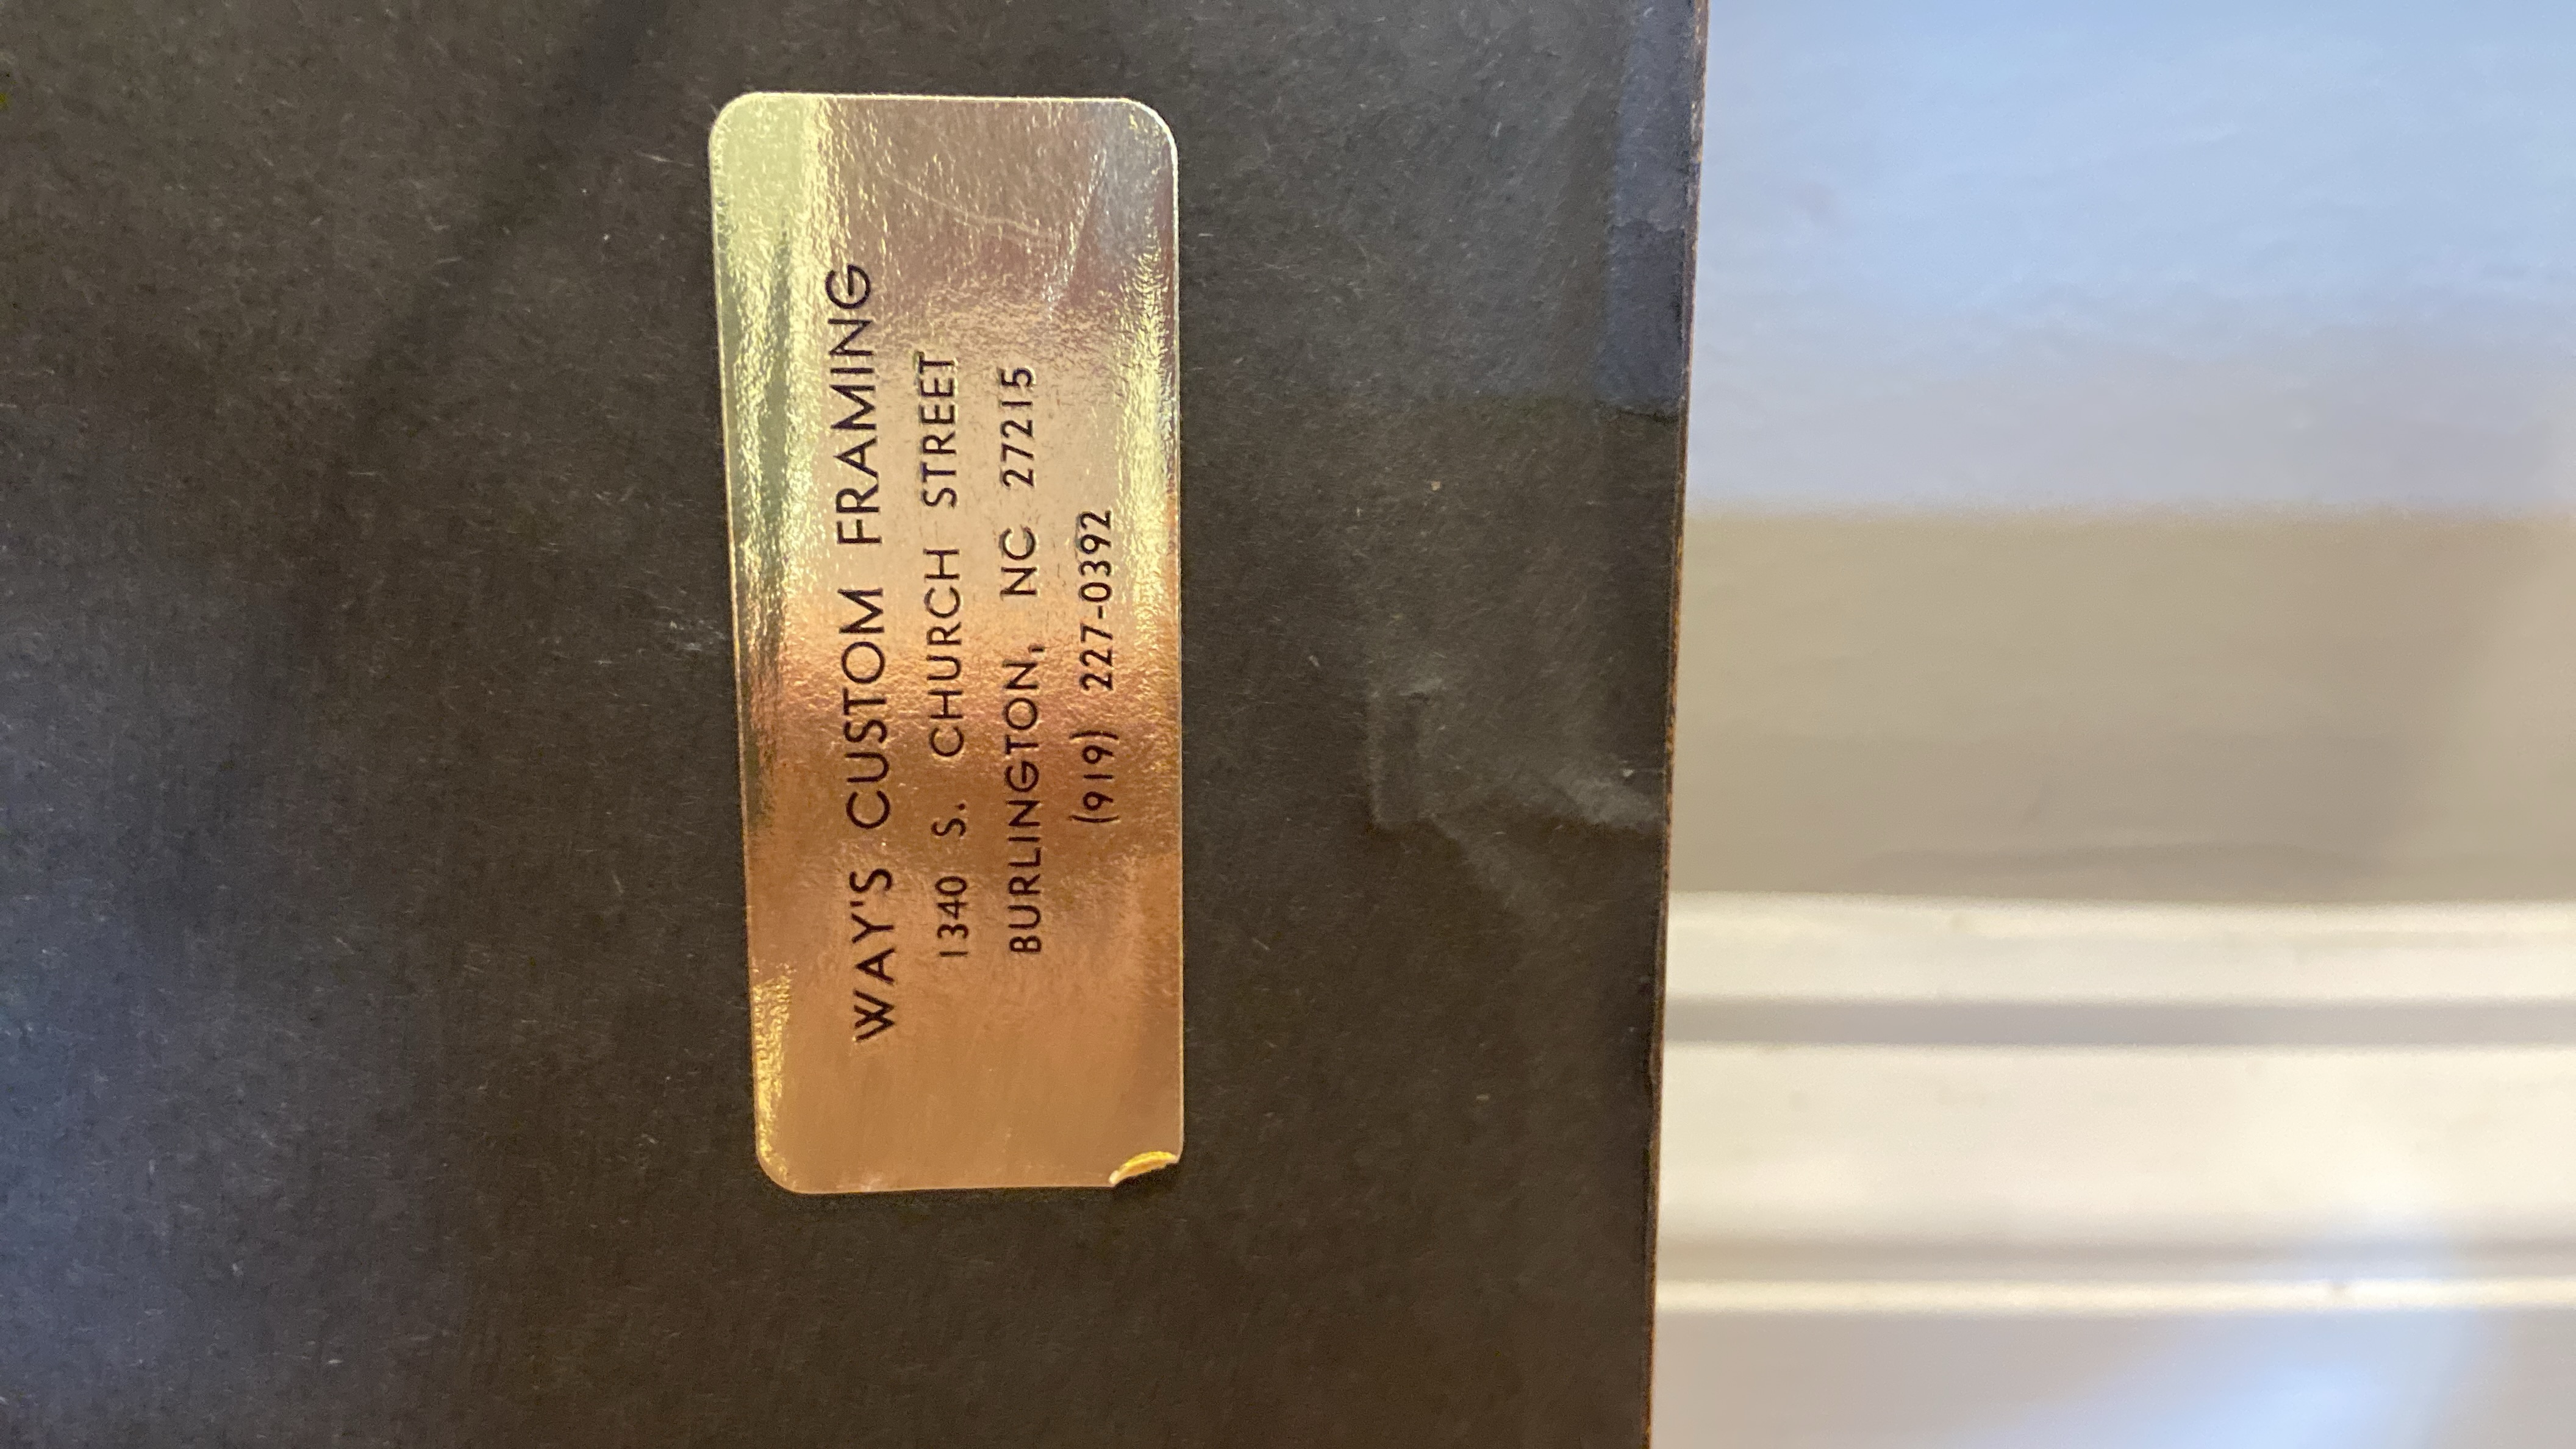 WAY'S CUSTOM FRAMING
1340 S. CHURCH STREET
BURLINGTON, NC 27215
(919) 227-0392